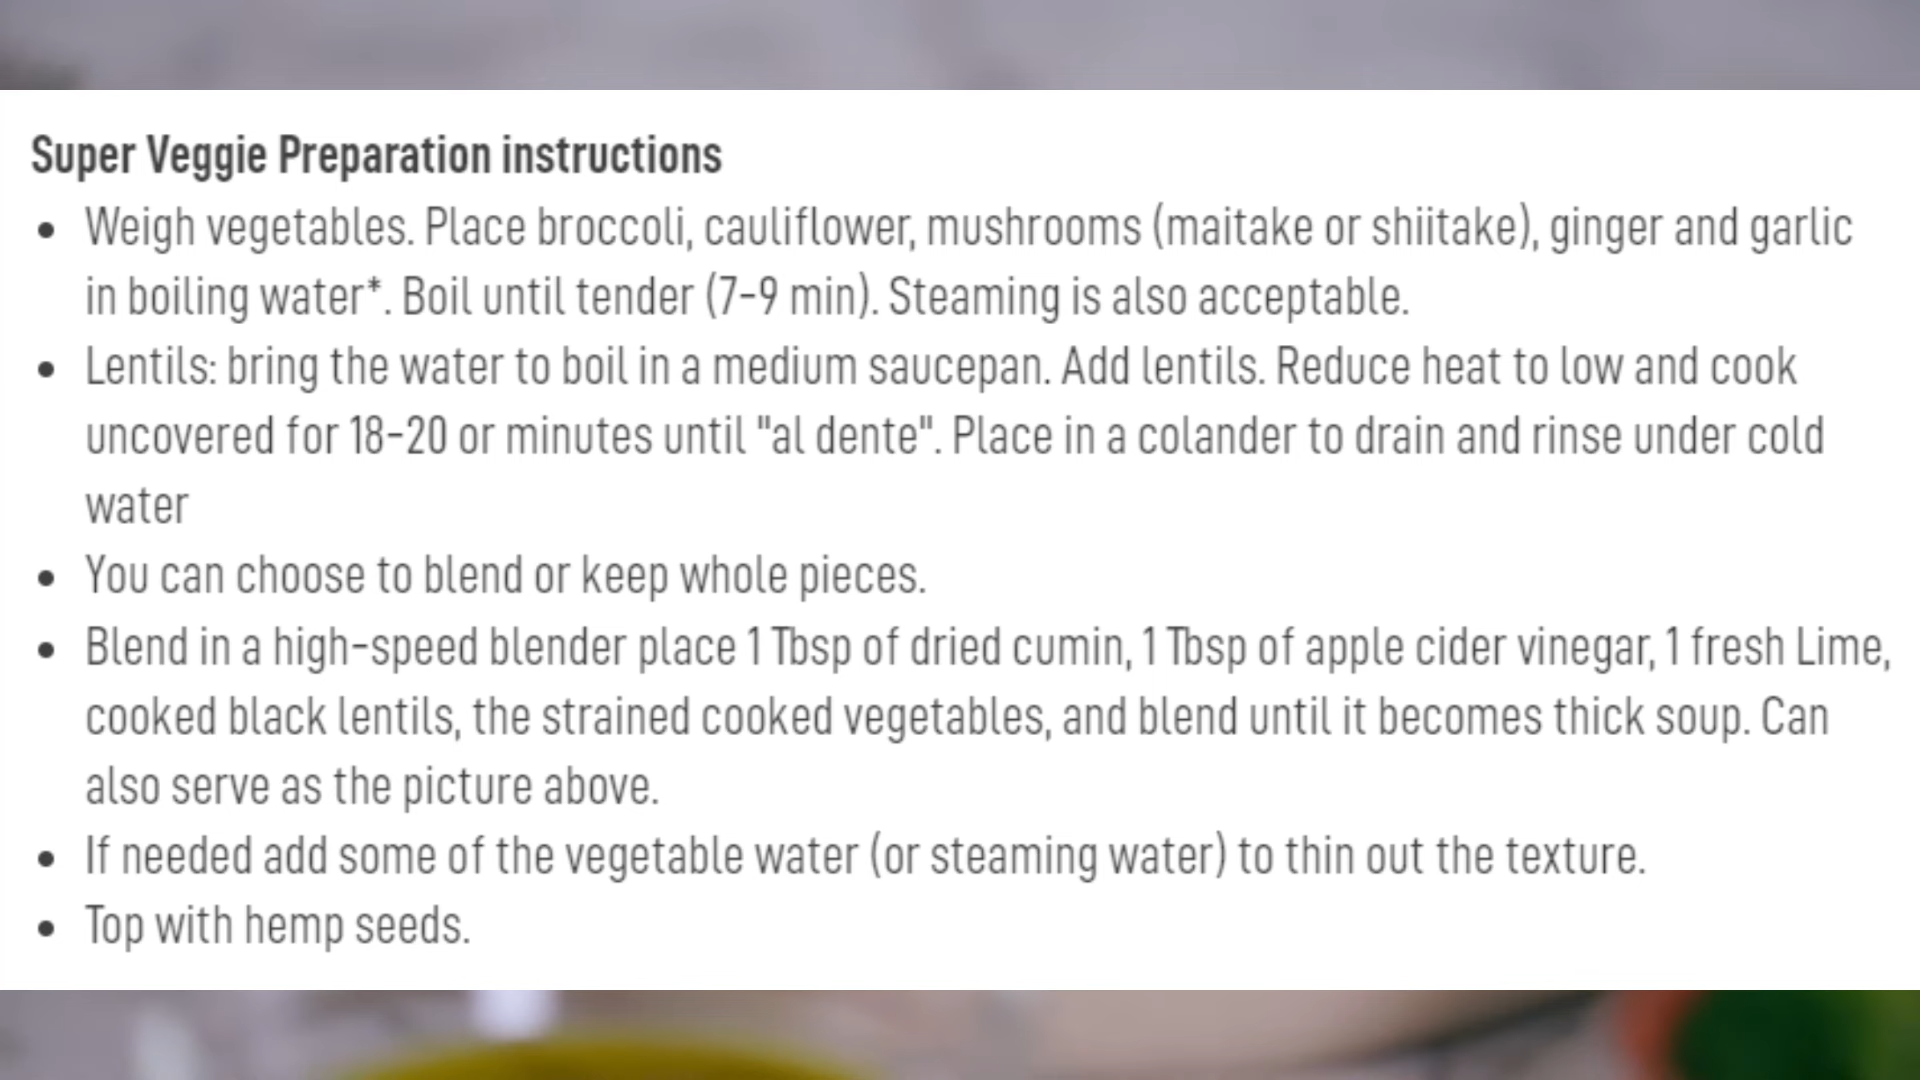 Super Veggie Preparation instructions
• Weigh vegetables. Place broccoli, cauliflower, mushrooms (maitake or shiitake), ginger and garlic
in boiling water*. Boil until tender (7-9 min). Steaming is also acceptable.
• Lentils: bring the water to boil in a medium saucepan. Add lentils. Reduce heat to low and cook
uncovered for 18-20 or minutes until "al dente". Place in a colander to drain and rinse under cold
water
• You can choose to blend or keep whole pieces.
• Blend in a high-speed blender place 1 Tbsp of dried cumin, 1 Tbsp of apple cider vinegar, 1 fresh Lime,
cooked black lentils, the strained cooked vegetables, and blend until it becomes thick soup. Can
also serve as the picture above.
• If needed add some of the vegetable water (or steaming water) to thin out the texture.
• Top with hemp seeds.